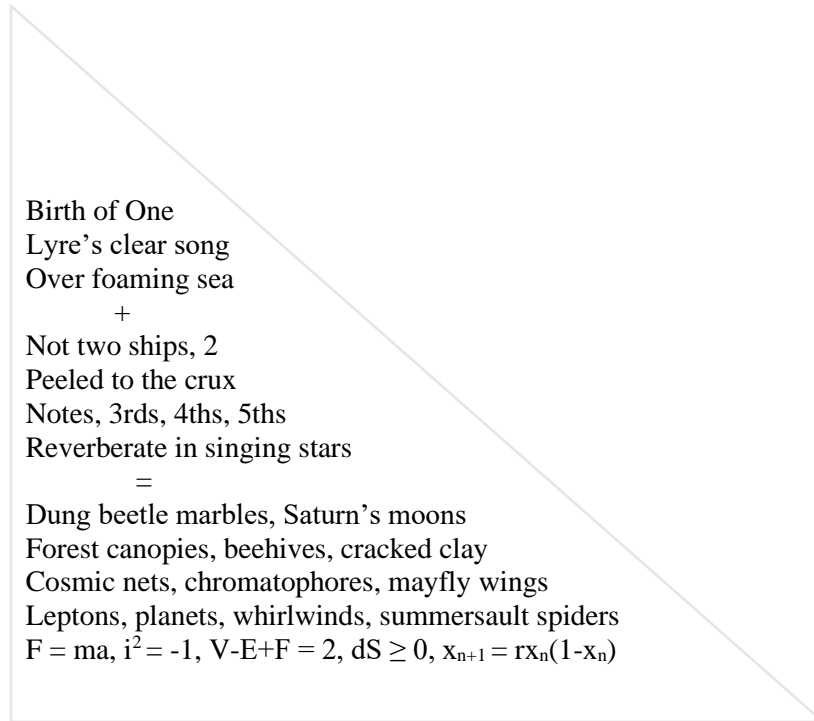 Birth of One
Lyre’s clear song
Over foaming sea
+
Not two ships, 2
Peeled to the crux
Notes, 3rds, 4ths, 5ths
Reverberate in singing stars
=
Dung beetle marbles, Saturn’s moons
Forest canopies, beehives, cracked clay
Cosmic nets, chromatophores, mayfly wings
Leptons, planets, whirlwinds, summersault spiders
F = ma, i² = -1, V-E+F = 2, dS ≥ 0, xₙ₊₁ = rxₙ(1-xₙ)